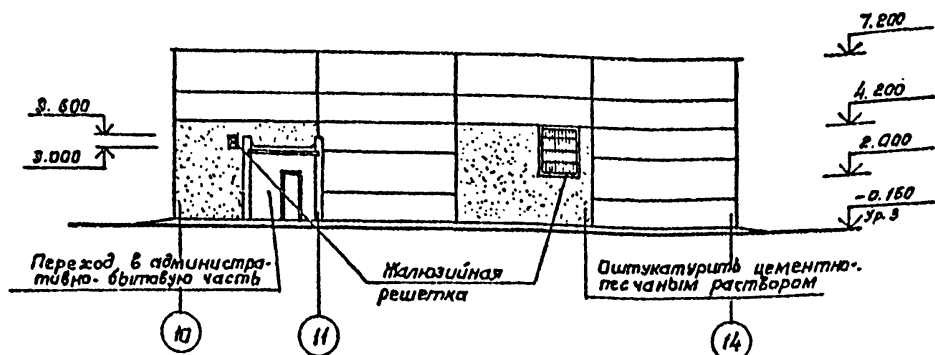 7.200
4.200
3.600
3.000
2.000
-0.150
Ур.З
Переход в администра-
тивно-бытовую часть
Жалюзийная
решетка
Оштукатурить цементно-
песчаным раствором
10
11
14